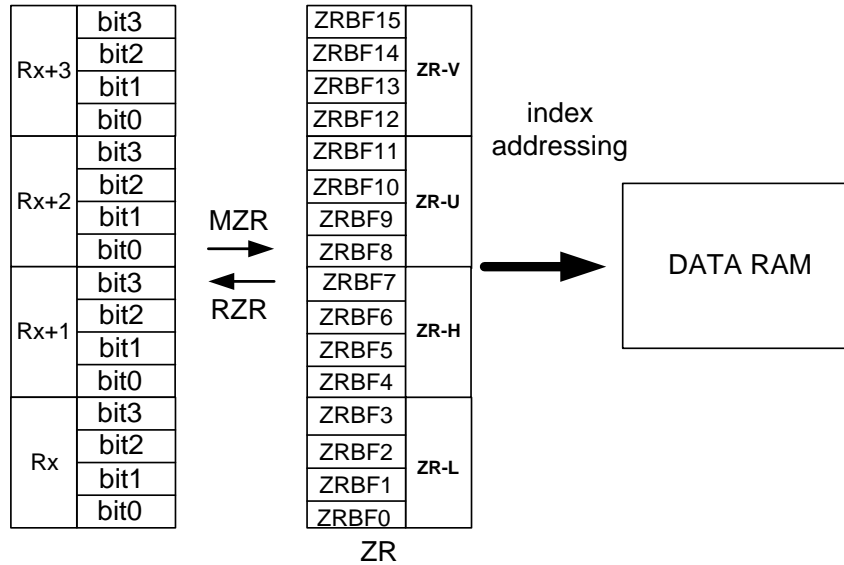 Rx+3
bit3
bit2
bit1
bit0
Rx+2
bit3
bit2
bit1
bit0
Rx+1
bit3
bit2
bit1
bit0
Rx
bit3
bit2
bit1
bit0
MZR
RZR
ZRBF15
ZRBF14
ZRBF13
ZRBF12
ZR-V
ZRBF11
ZRBF10
ZRBF9
ZRBF8
ZR-U
ZRBF7
ZRBF6
ZRBF5
ZRBF4
ZR-H
ZRBF3
ZRBF2
ZRBF1
ZRBF0
ZR-L
ZR
index
addressing
DATA RAM